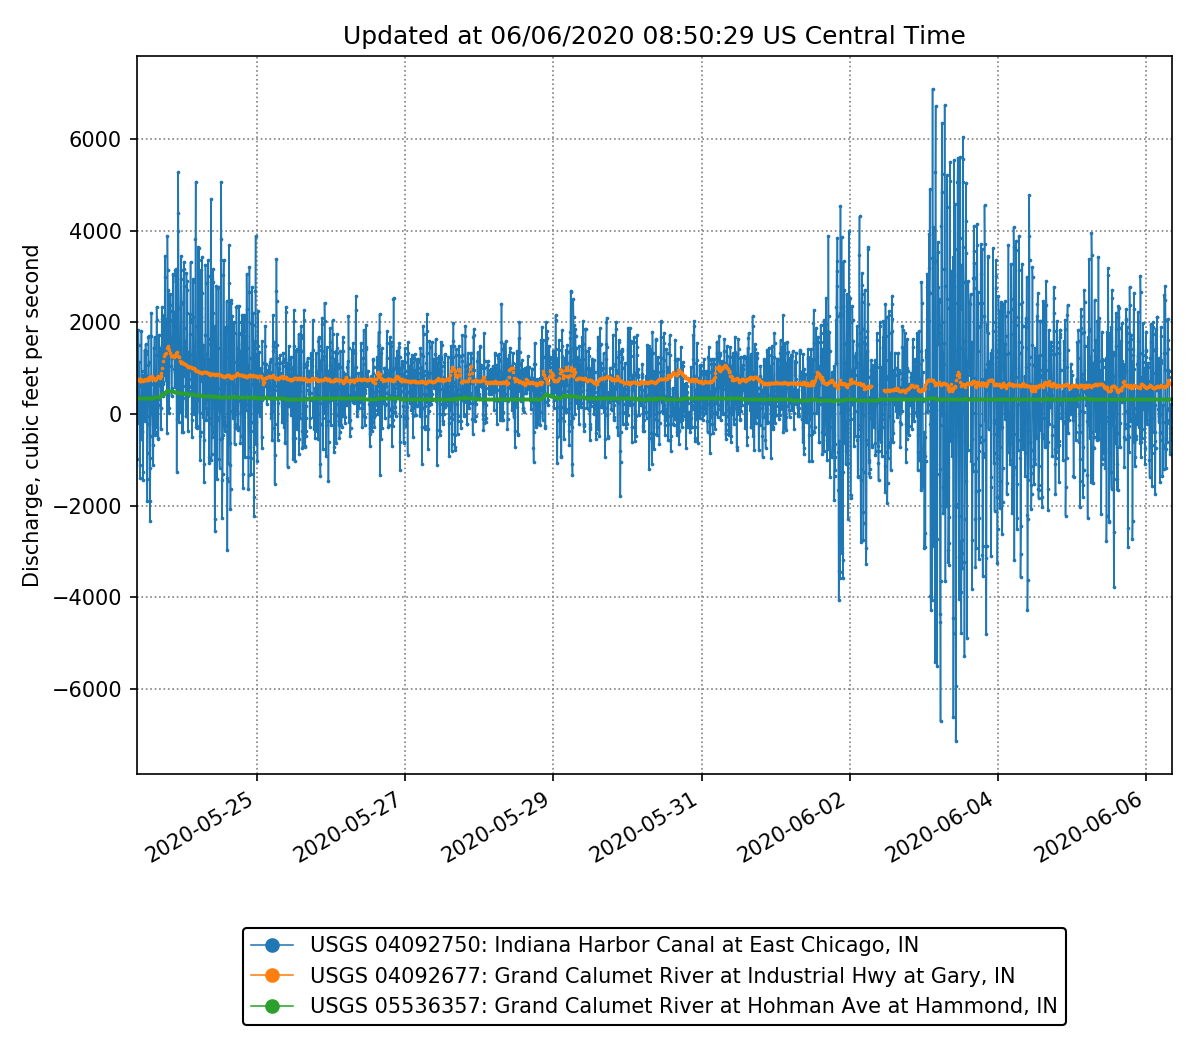 Updated at 06/06/2020 08:50:29 US Central Time
Discharge, cubic feet per second
6000
4000
2000
0
−2000
−4000
−6000
2020-05-25
2020-05-27
2020-05-29
2020-05-31
2020-06-02
2020-06-04
2020-06-06
USGS 04092750: Indiana Harbor Canal at East Chicago, IN
USGS 04092677: Grand Calumet River at Industrial Hwy at Gary, IN
USGS 05536357: Grand Calumet River at Hohman Ave at Hammond, IN